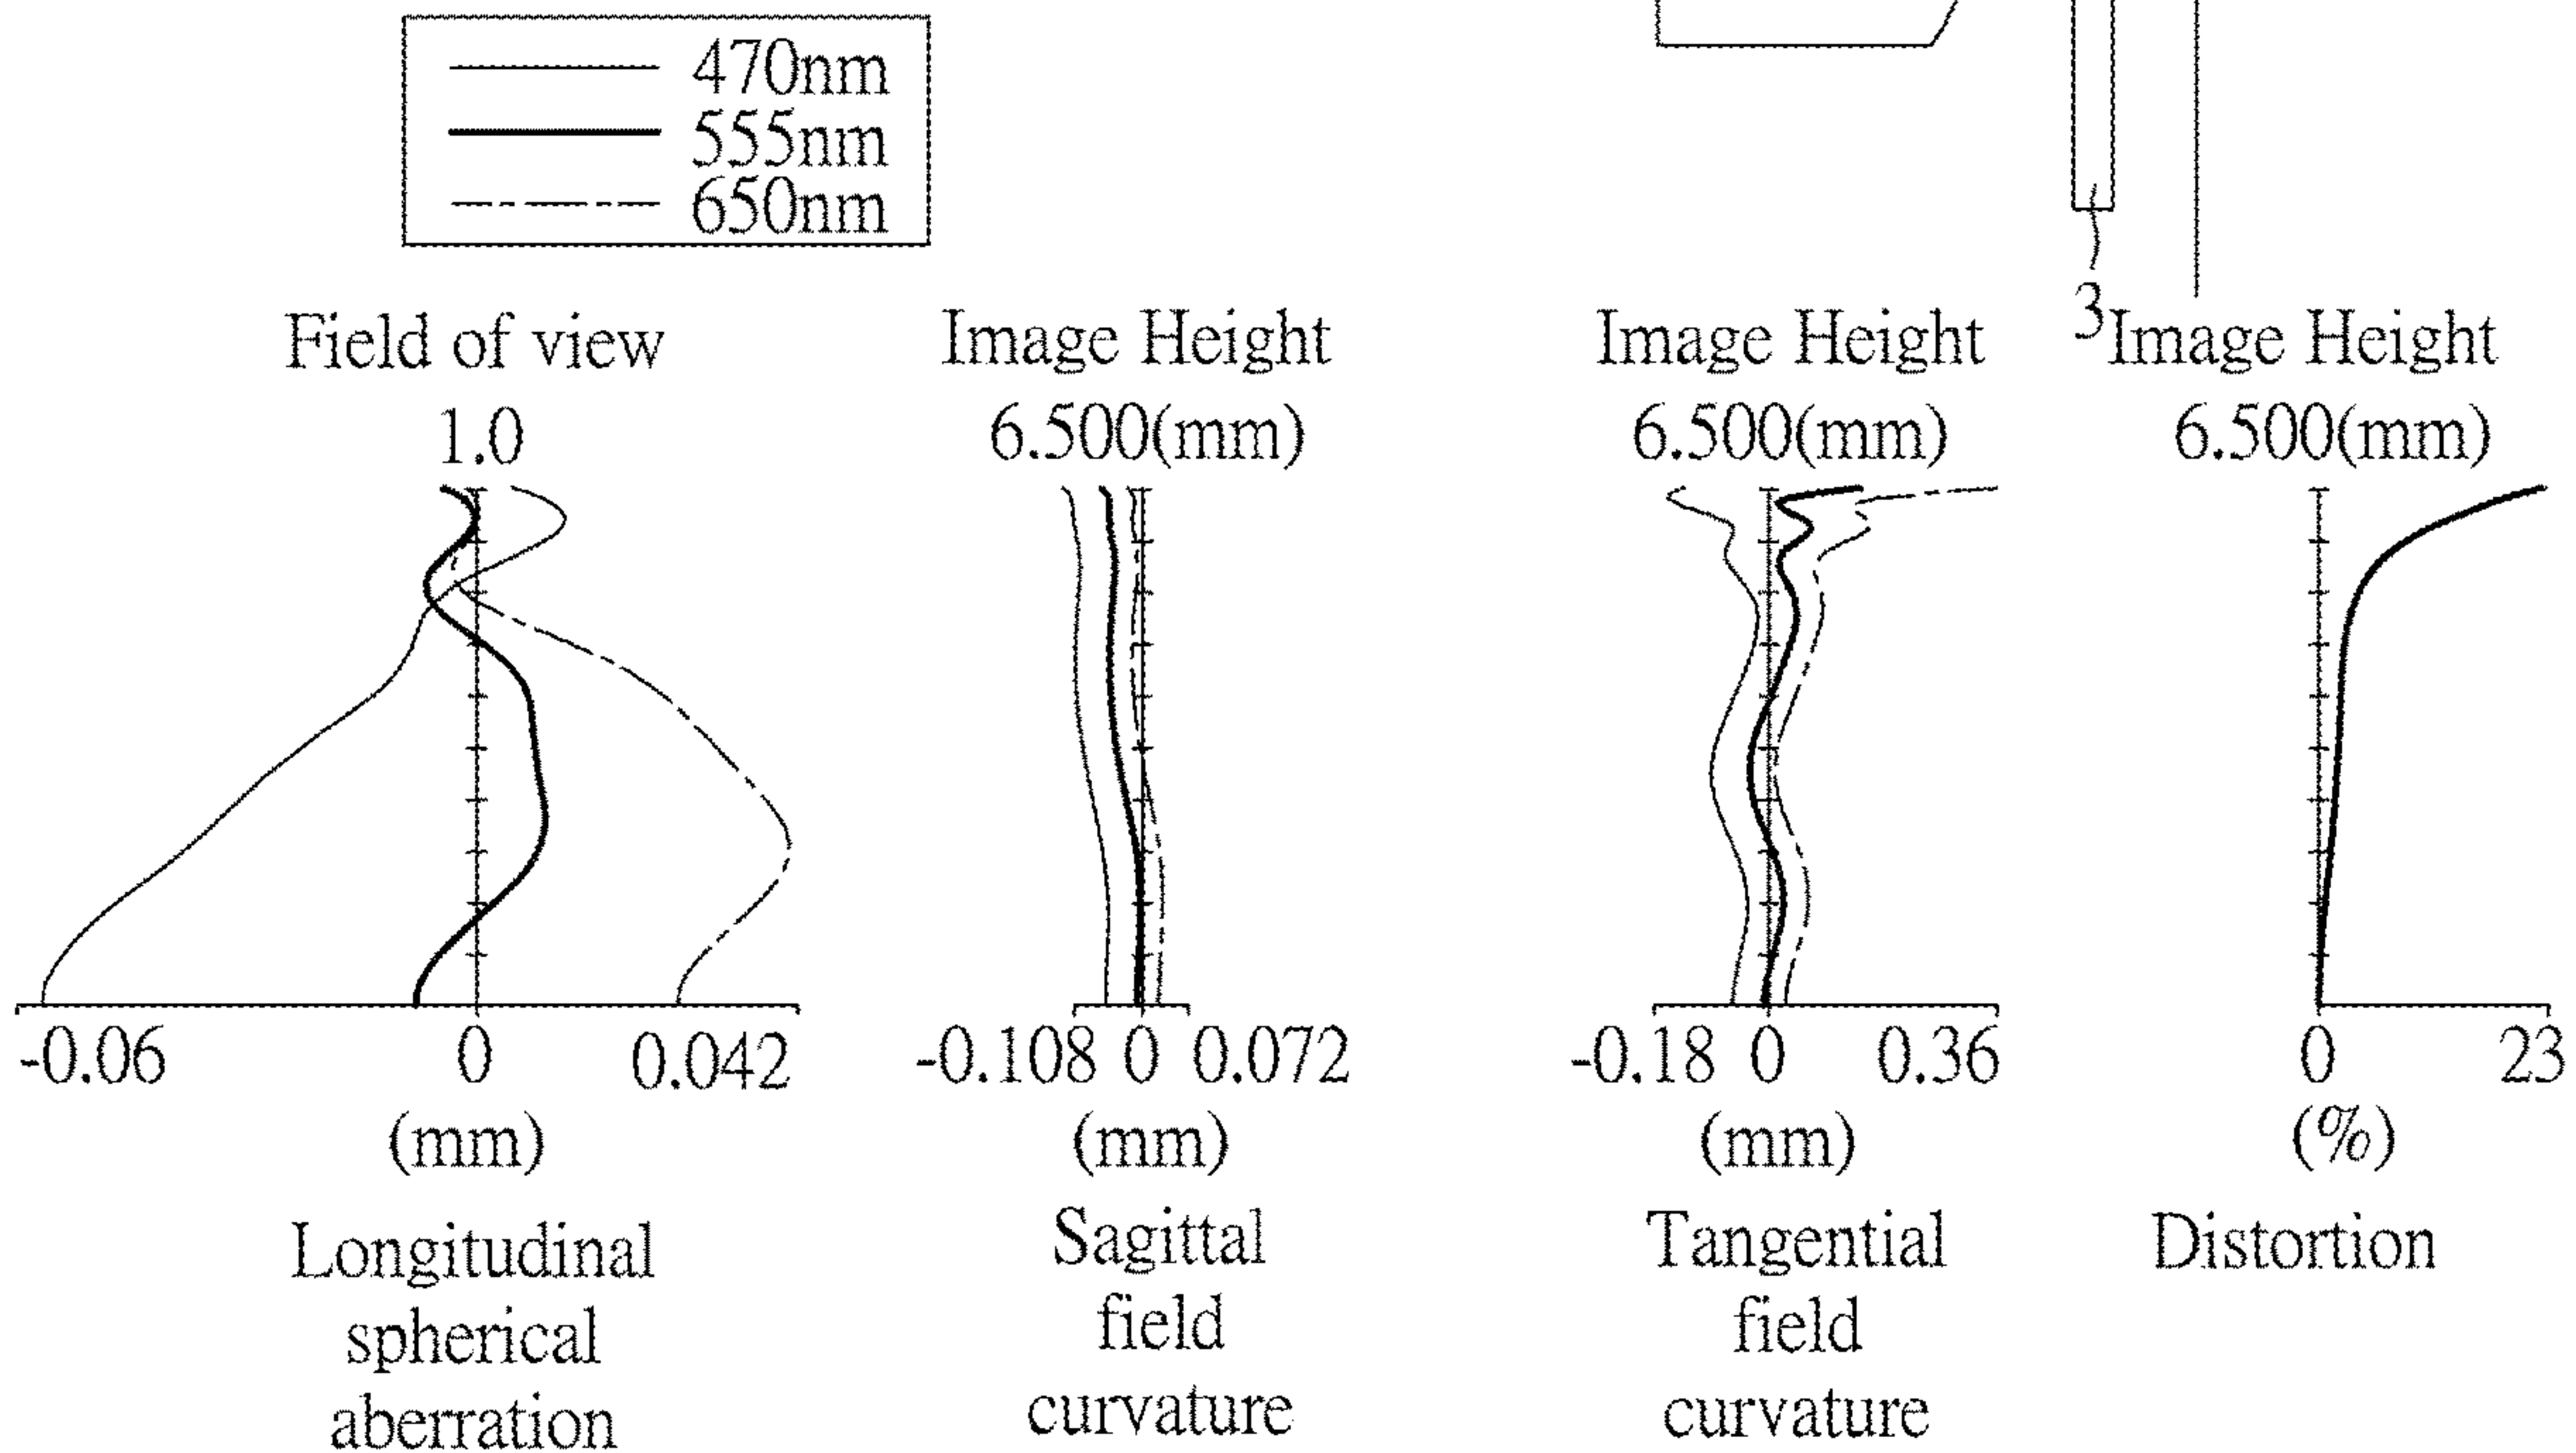 470nm
555nm
650nm
3
Field of view
1.0
-0.06 0 0.042
(mm)
Longitudinal
spherical
aberration
Image Height
6.500(mm)
-0.108 0 0.072
(mm)
Sagittal
field
curvature
Image Height
6.500(mm)
-0.18 0 0.36
(mm)
Tangential
field
curvature
Image Height
6.500(mm)
0 23
(%)
Distortion